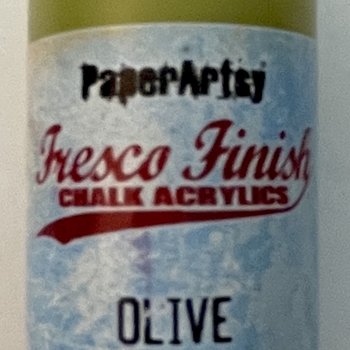 PaperArtsy
Fresco Finish
CHALK ACRYLICS
OLIVE